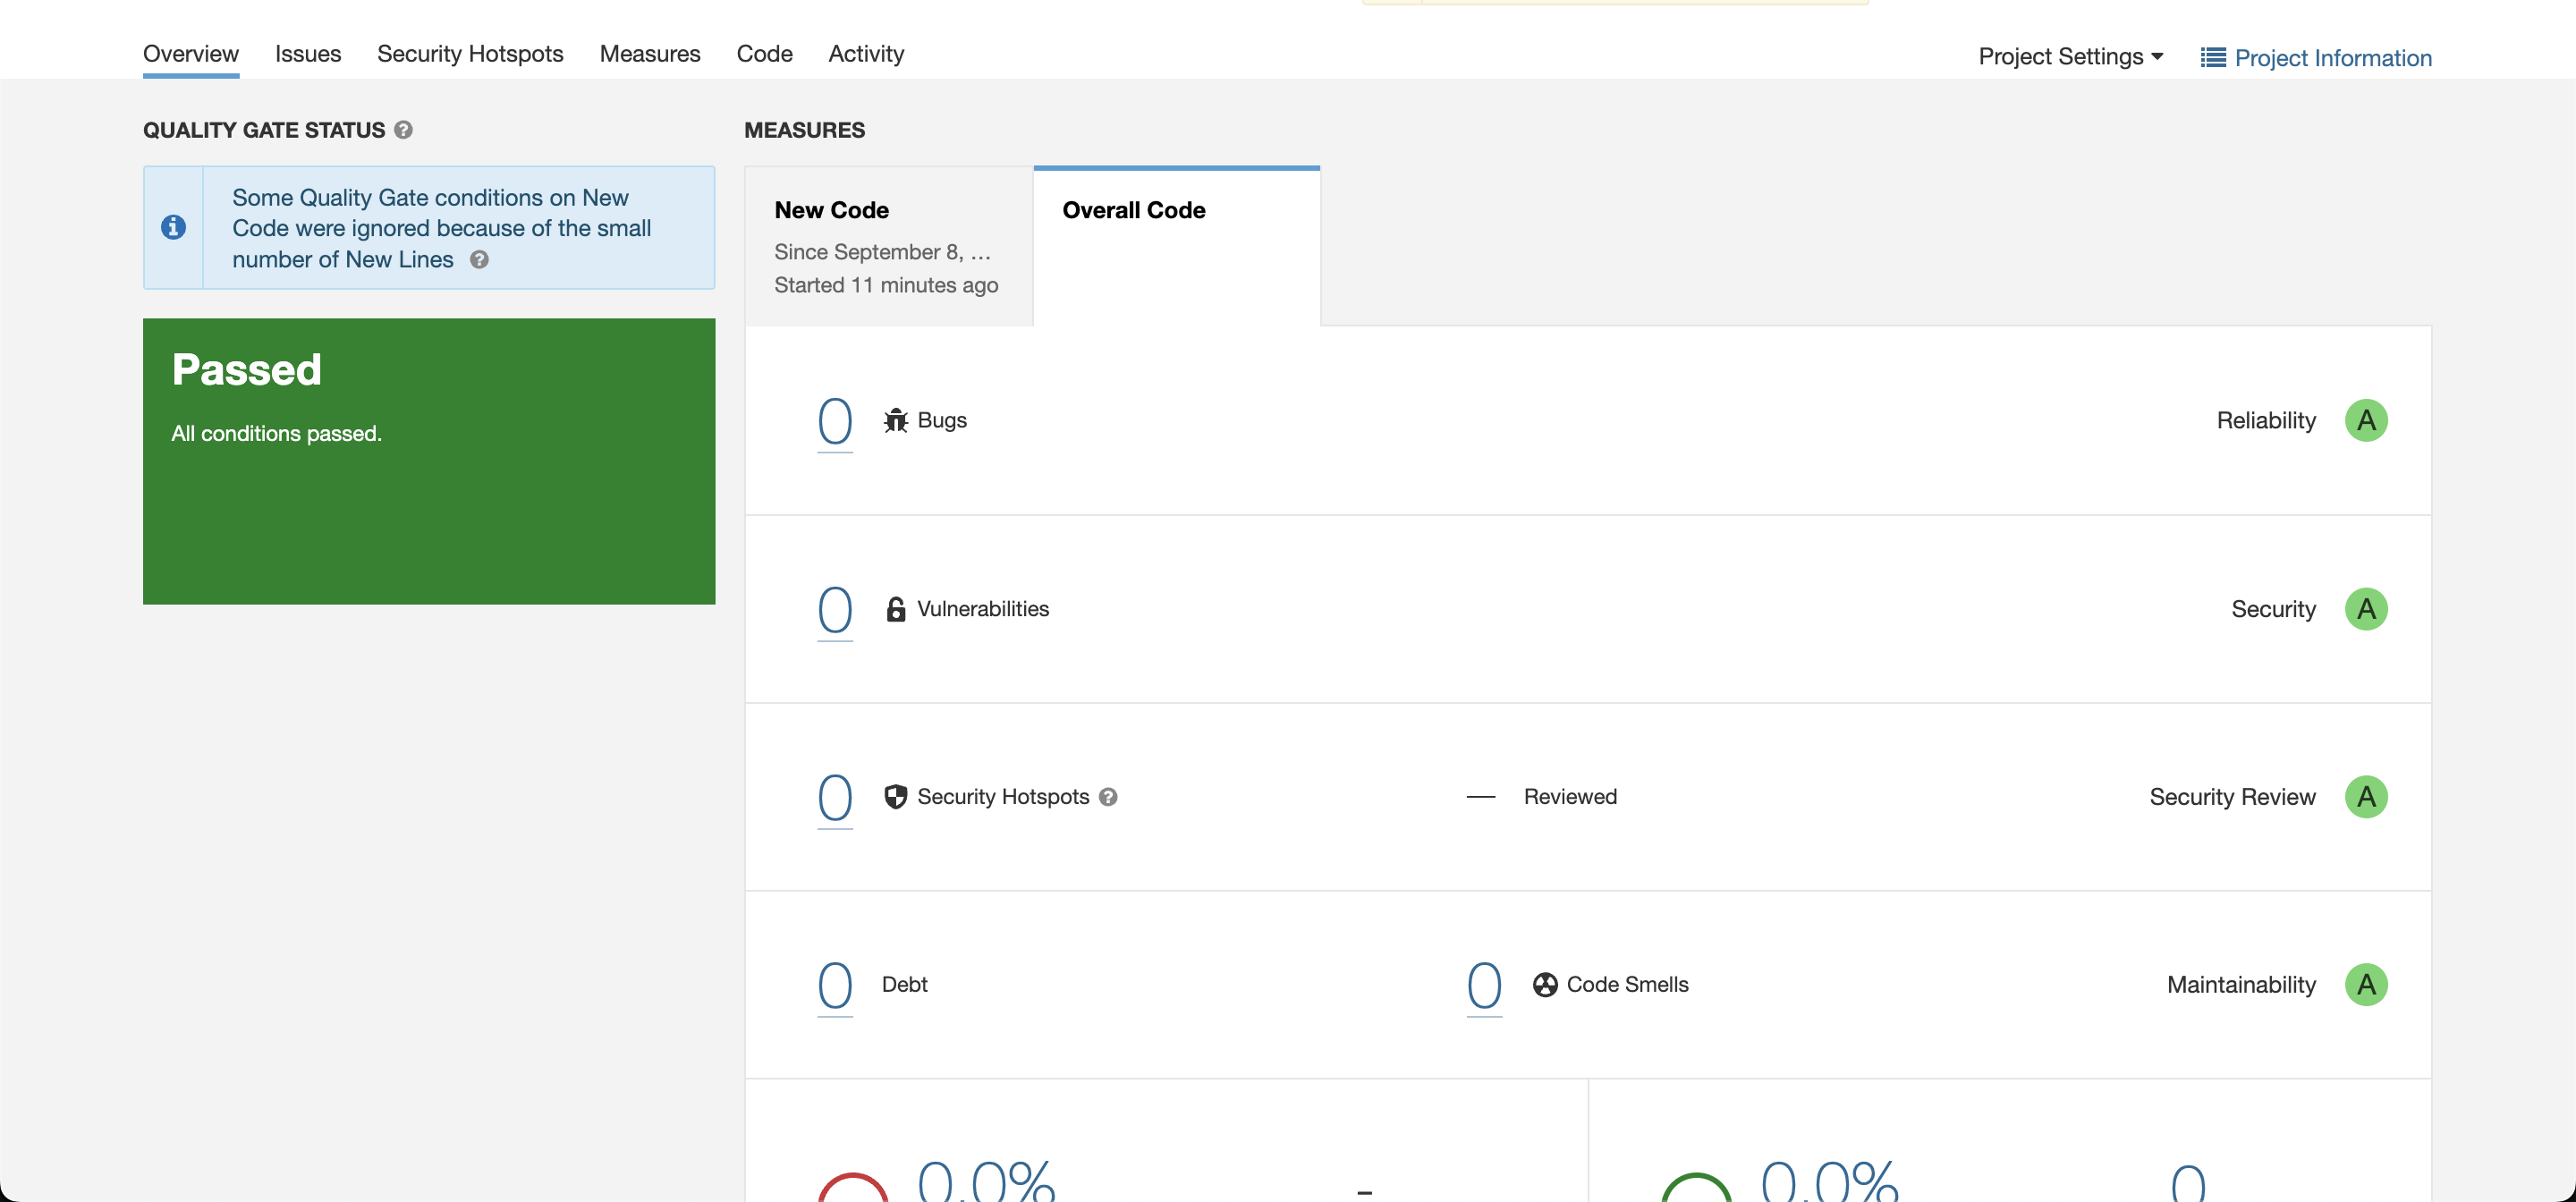 Overview Issues Security Hotspots Measures Code Activity Project Settings Project Information
QUALITY GATE STATUS ?
Some Quality Gate conditions on New
Code were ignored because of the small
number of New Lines ?
Passed
All conditions passed.
MEASURES
New Code
Since September 8, ...
Started 11 minutes ago
Overall Code
0 Bugs Reliability A
0 Vulnerabilities Security A
0 Security Hotspots ? — Reviewed Security Review A
0 Debt 0 Code Smells Maintainability A
0.0% – 0.0% 0